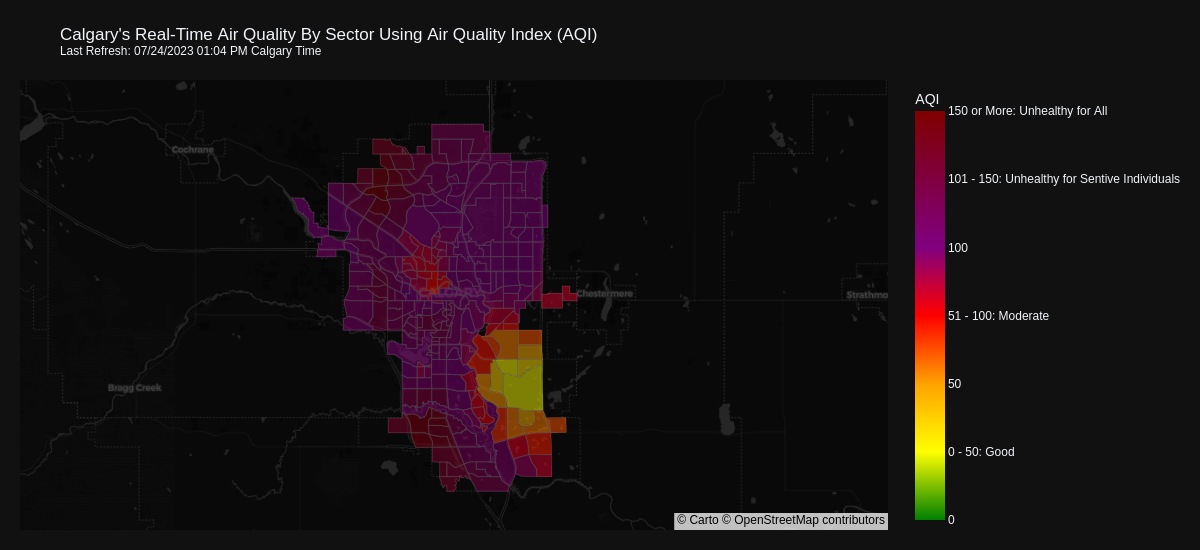 Calgary's Real-Time Air Quality By Sector Using Air Quality Index (AQI)
Last Refresh: 07/24/2023 01:04 PM Calgary Time
AQI
150 or More: Unhealthy for All
Cochrane
101 - 150: Unhealthy for Sentive Individuals
100
CALGARY
Chestermere
Strathmo
51 - 100: Moderate
Bragg Creek
50
0 - 50: Good
0
© Carto © OpenStreetMap contributors